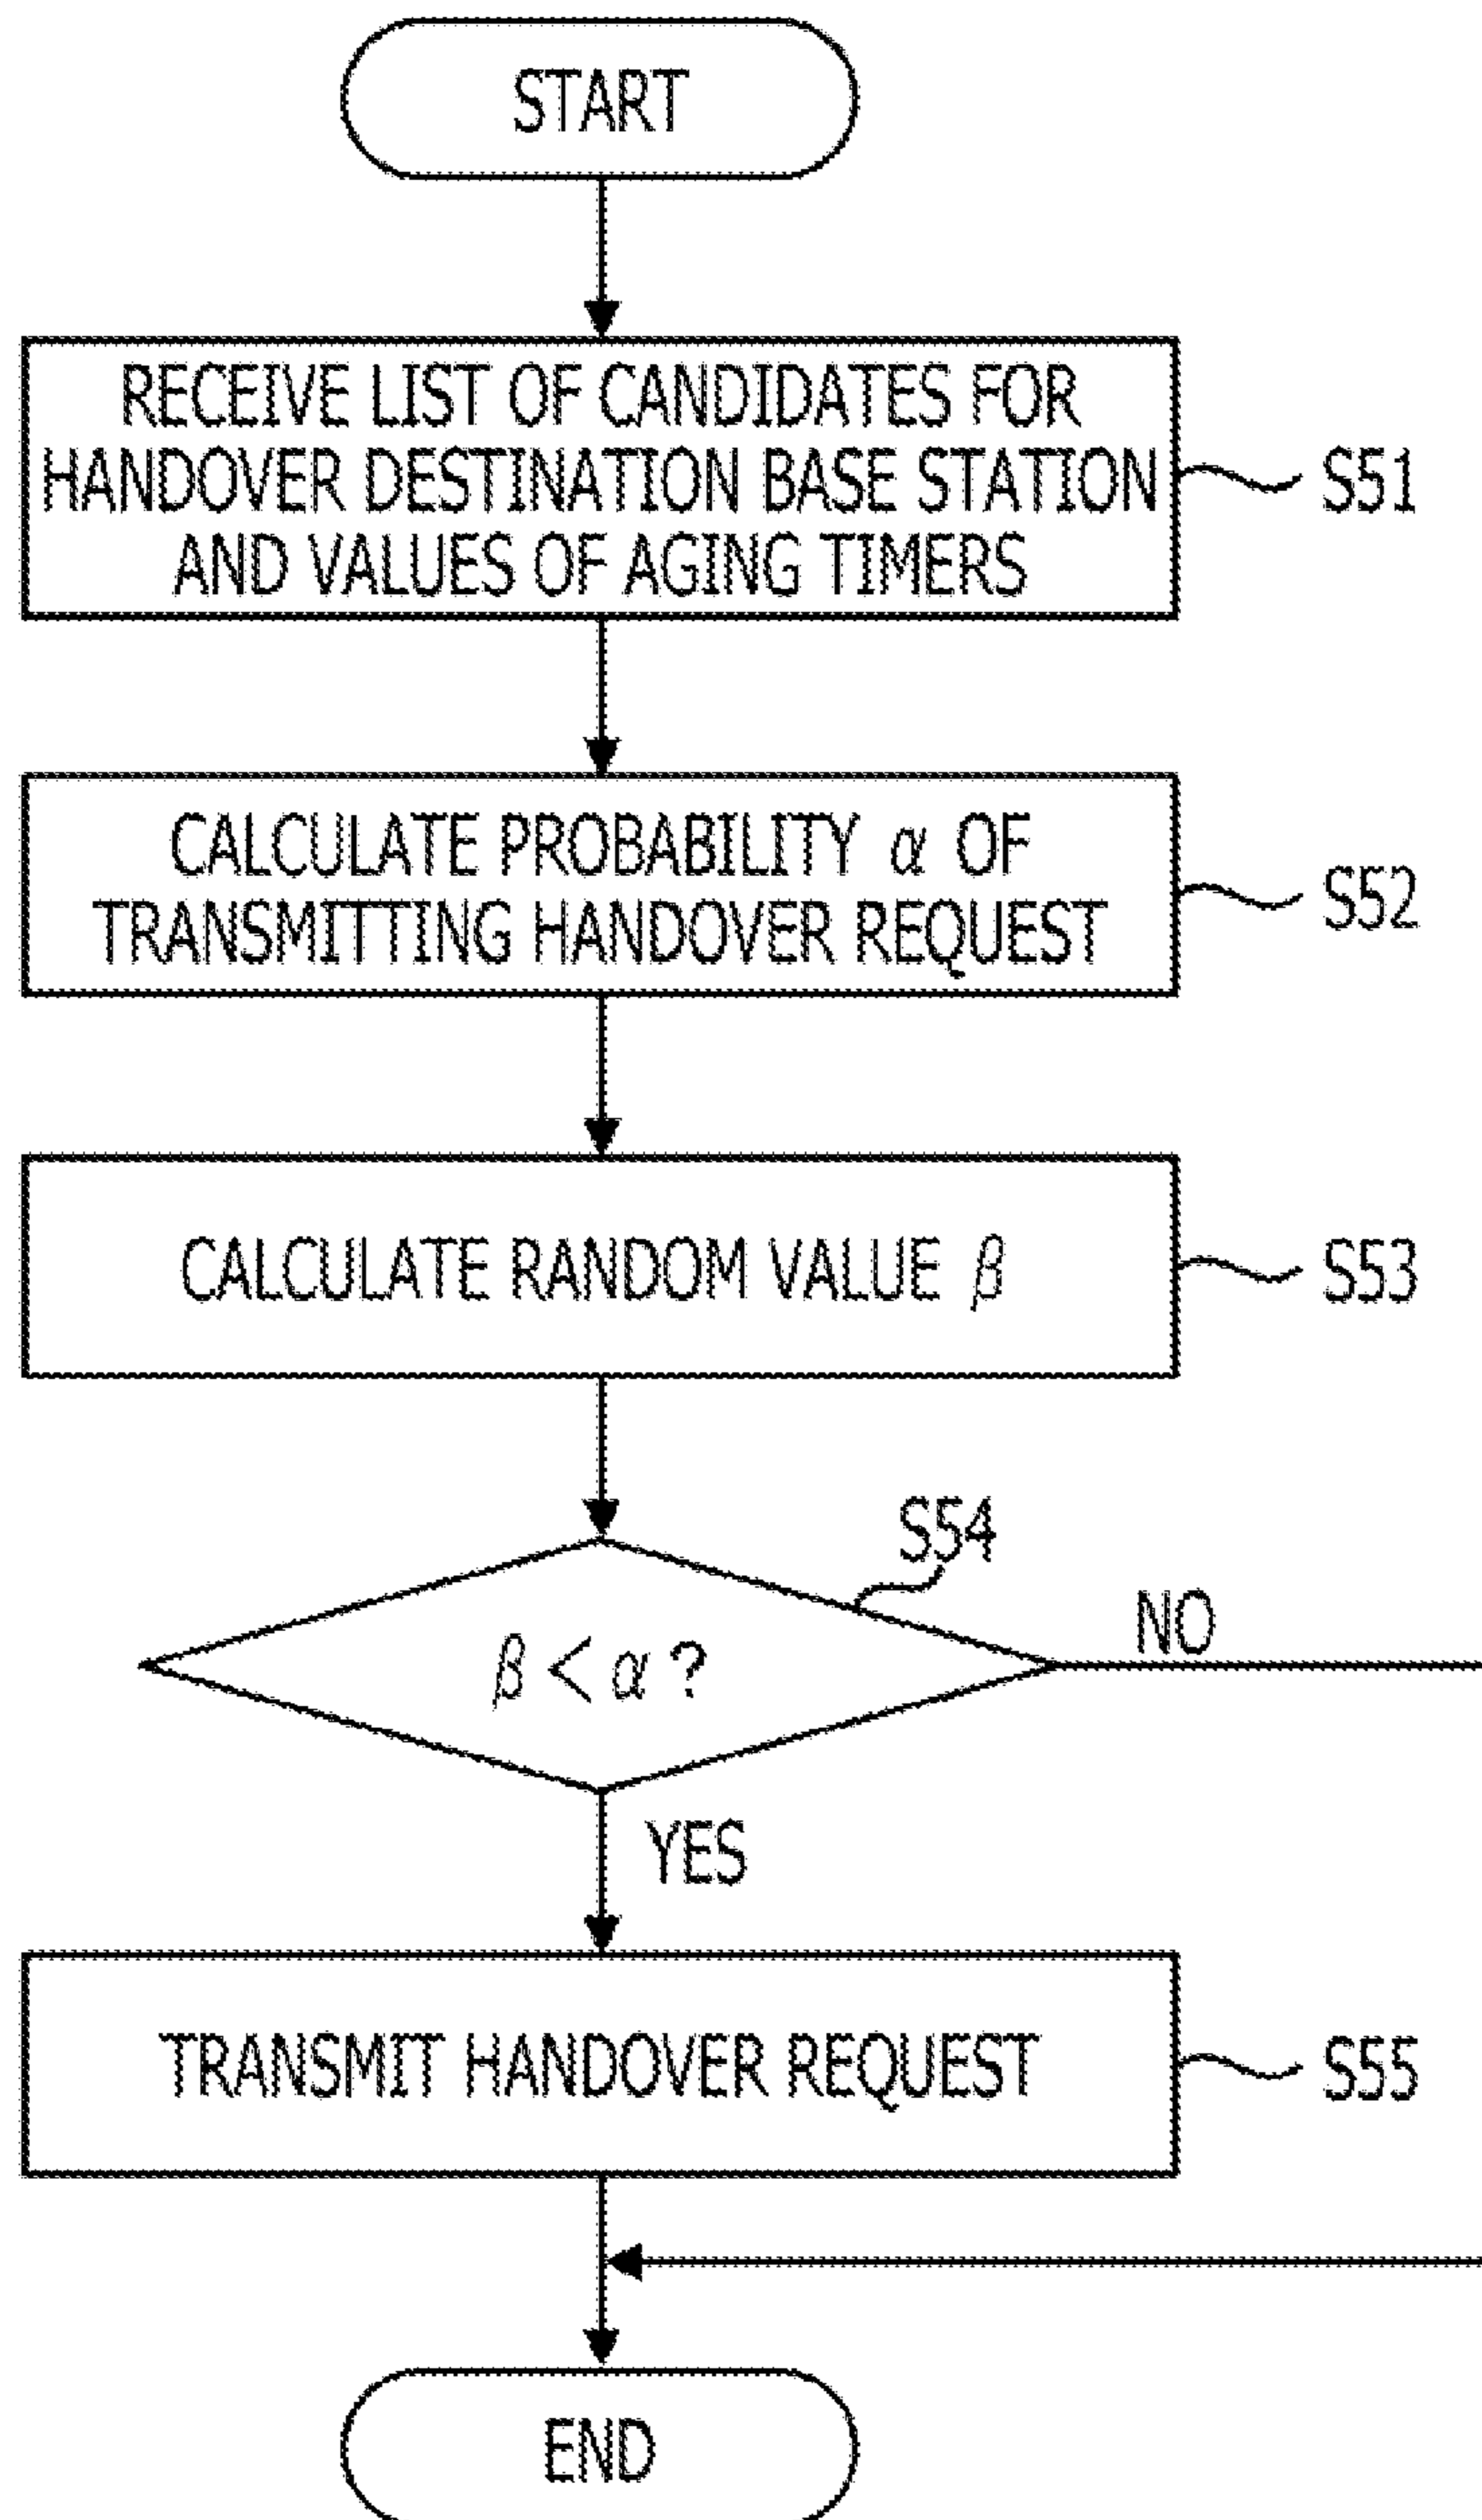 START
RECEIVE LIST OF CANDIDATES FOR
HANDOVER DESTINATION BASE STATION
AND VALUES OF AGING TIMERS
S51
CALCULATE PROBABILITY α OF
TRANSMITTING HANDOVER REQUEST
S52
CALCULATE RANDOM VALUE β
S53
S54
β < α ?
NO
YES
TRANSMIT HANDOVER REQUEST
S55
END